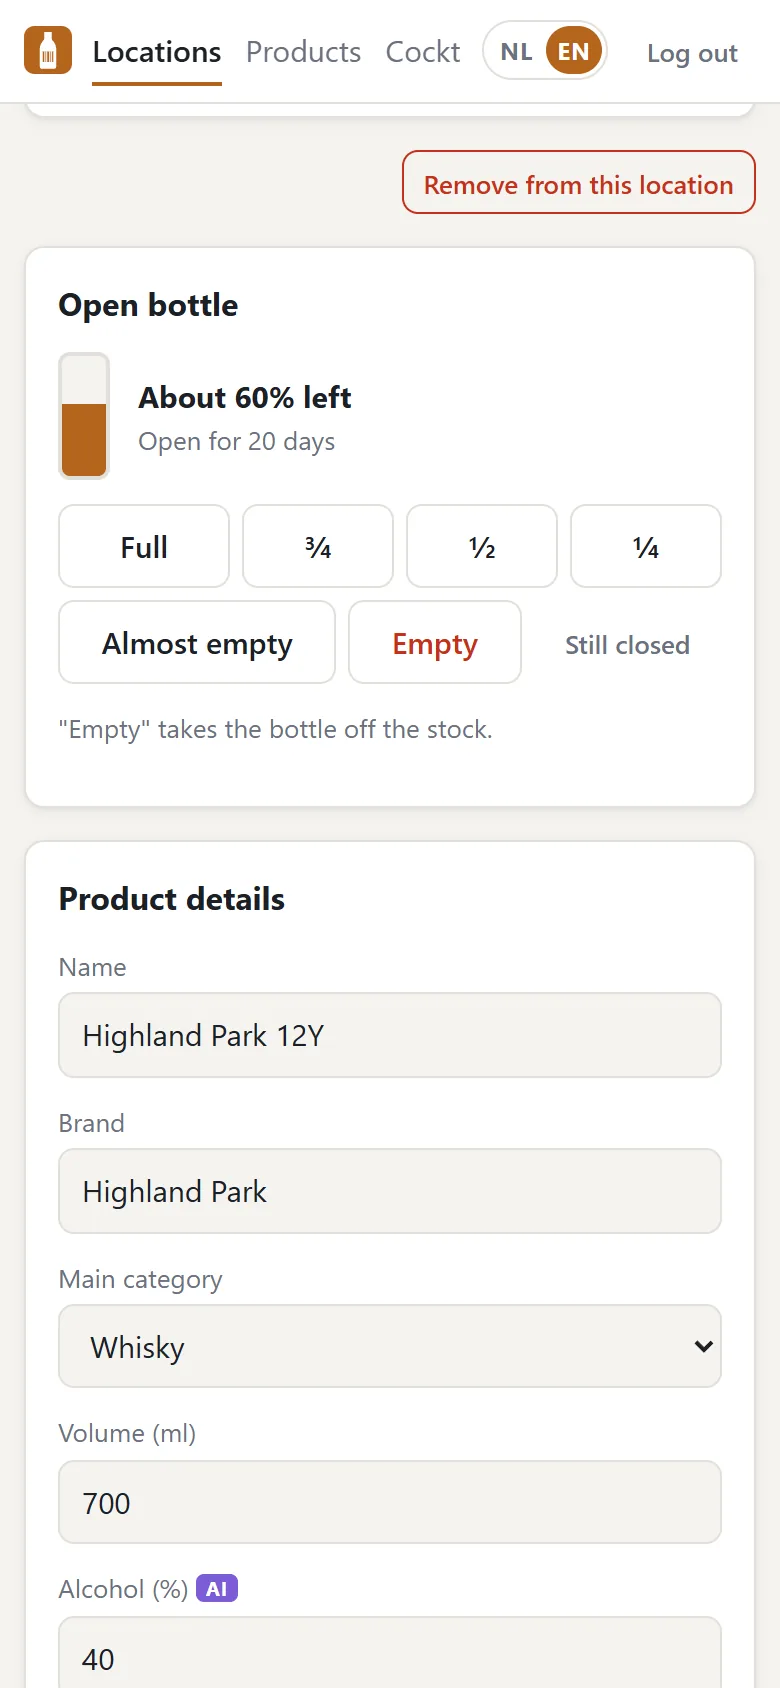 Locations Products Cockt NL EN Log out
Remove from this location
Open bottle
About 60% left
Open for 20 days
Full ¾ ½ ¼
Almost empty Empty Still closed
"Empty" takes the bottle off the stock.
Product details
Name
Highland Park 12Y
Brand
Highland Park
Main category
Whisky
Volume (ml)
700
Alcohol (%) AI
40